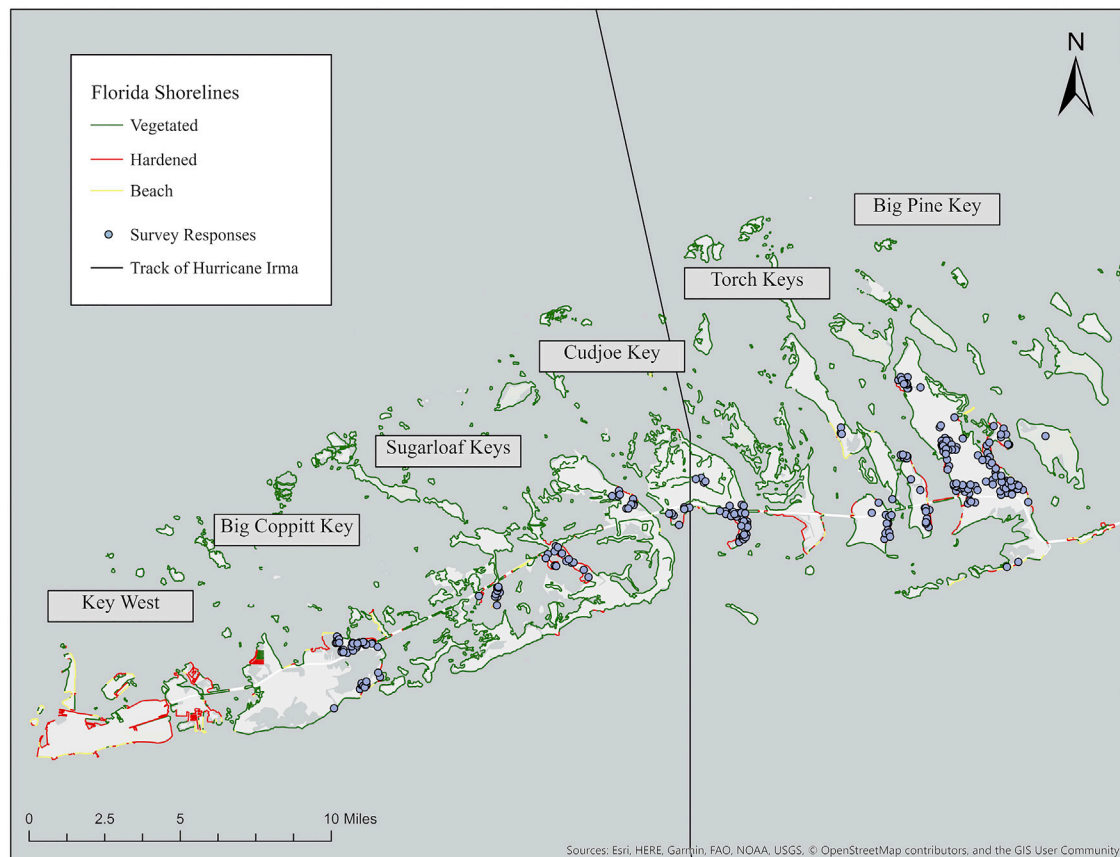 N
Florida Shorelines
Vegetated
Hardened
Beach
Survey Responses
Track of Hurricane Irma
Big Pine Key
Torch Keys
Cudjoe Key
Sugarloaf Keys
Big Coppitt Key
Key West
0 2.5 5 10 Miles
Sources: Esri, HERE, Garmin, FAO, NOAA, USGS, © OpenStreetMap contributors, and the GIS User Community